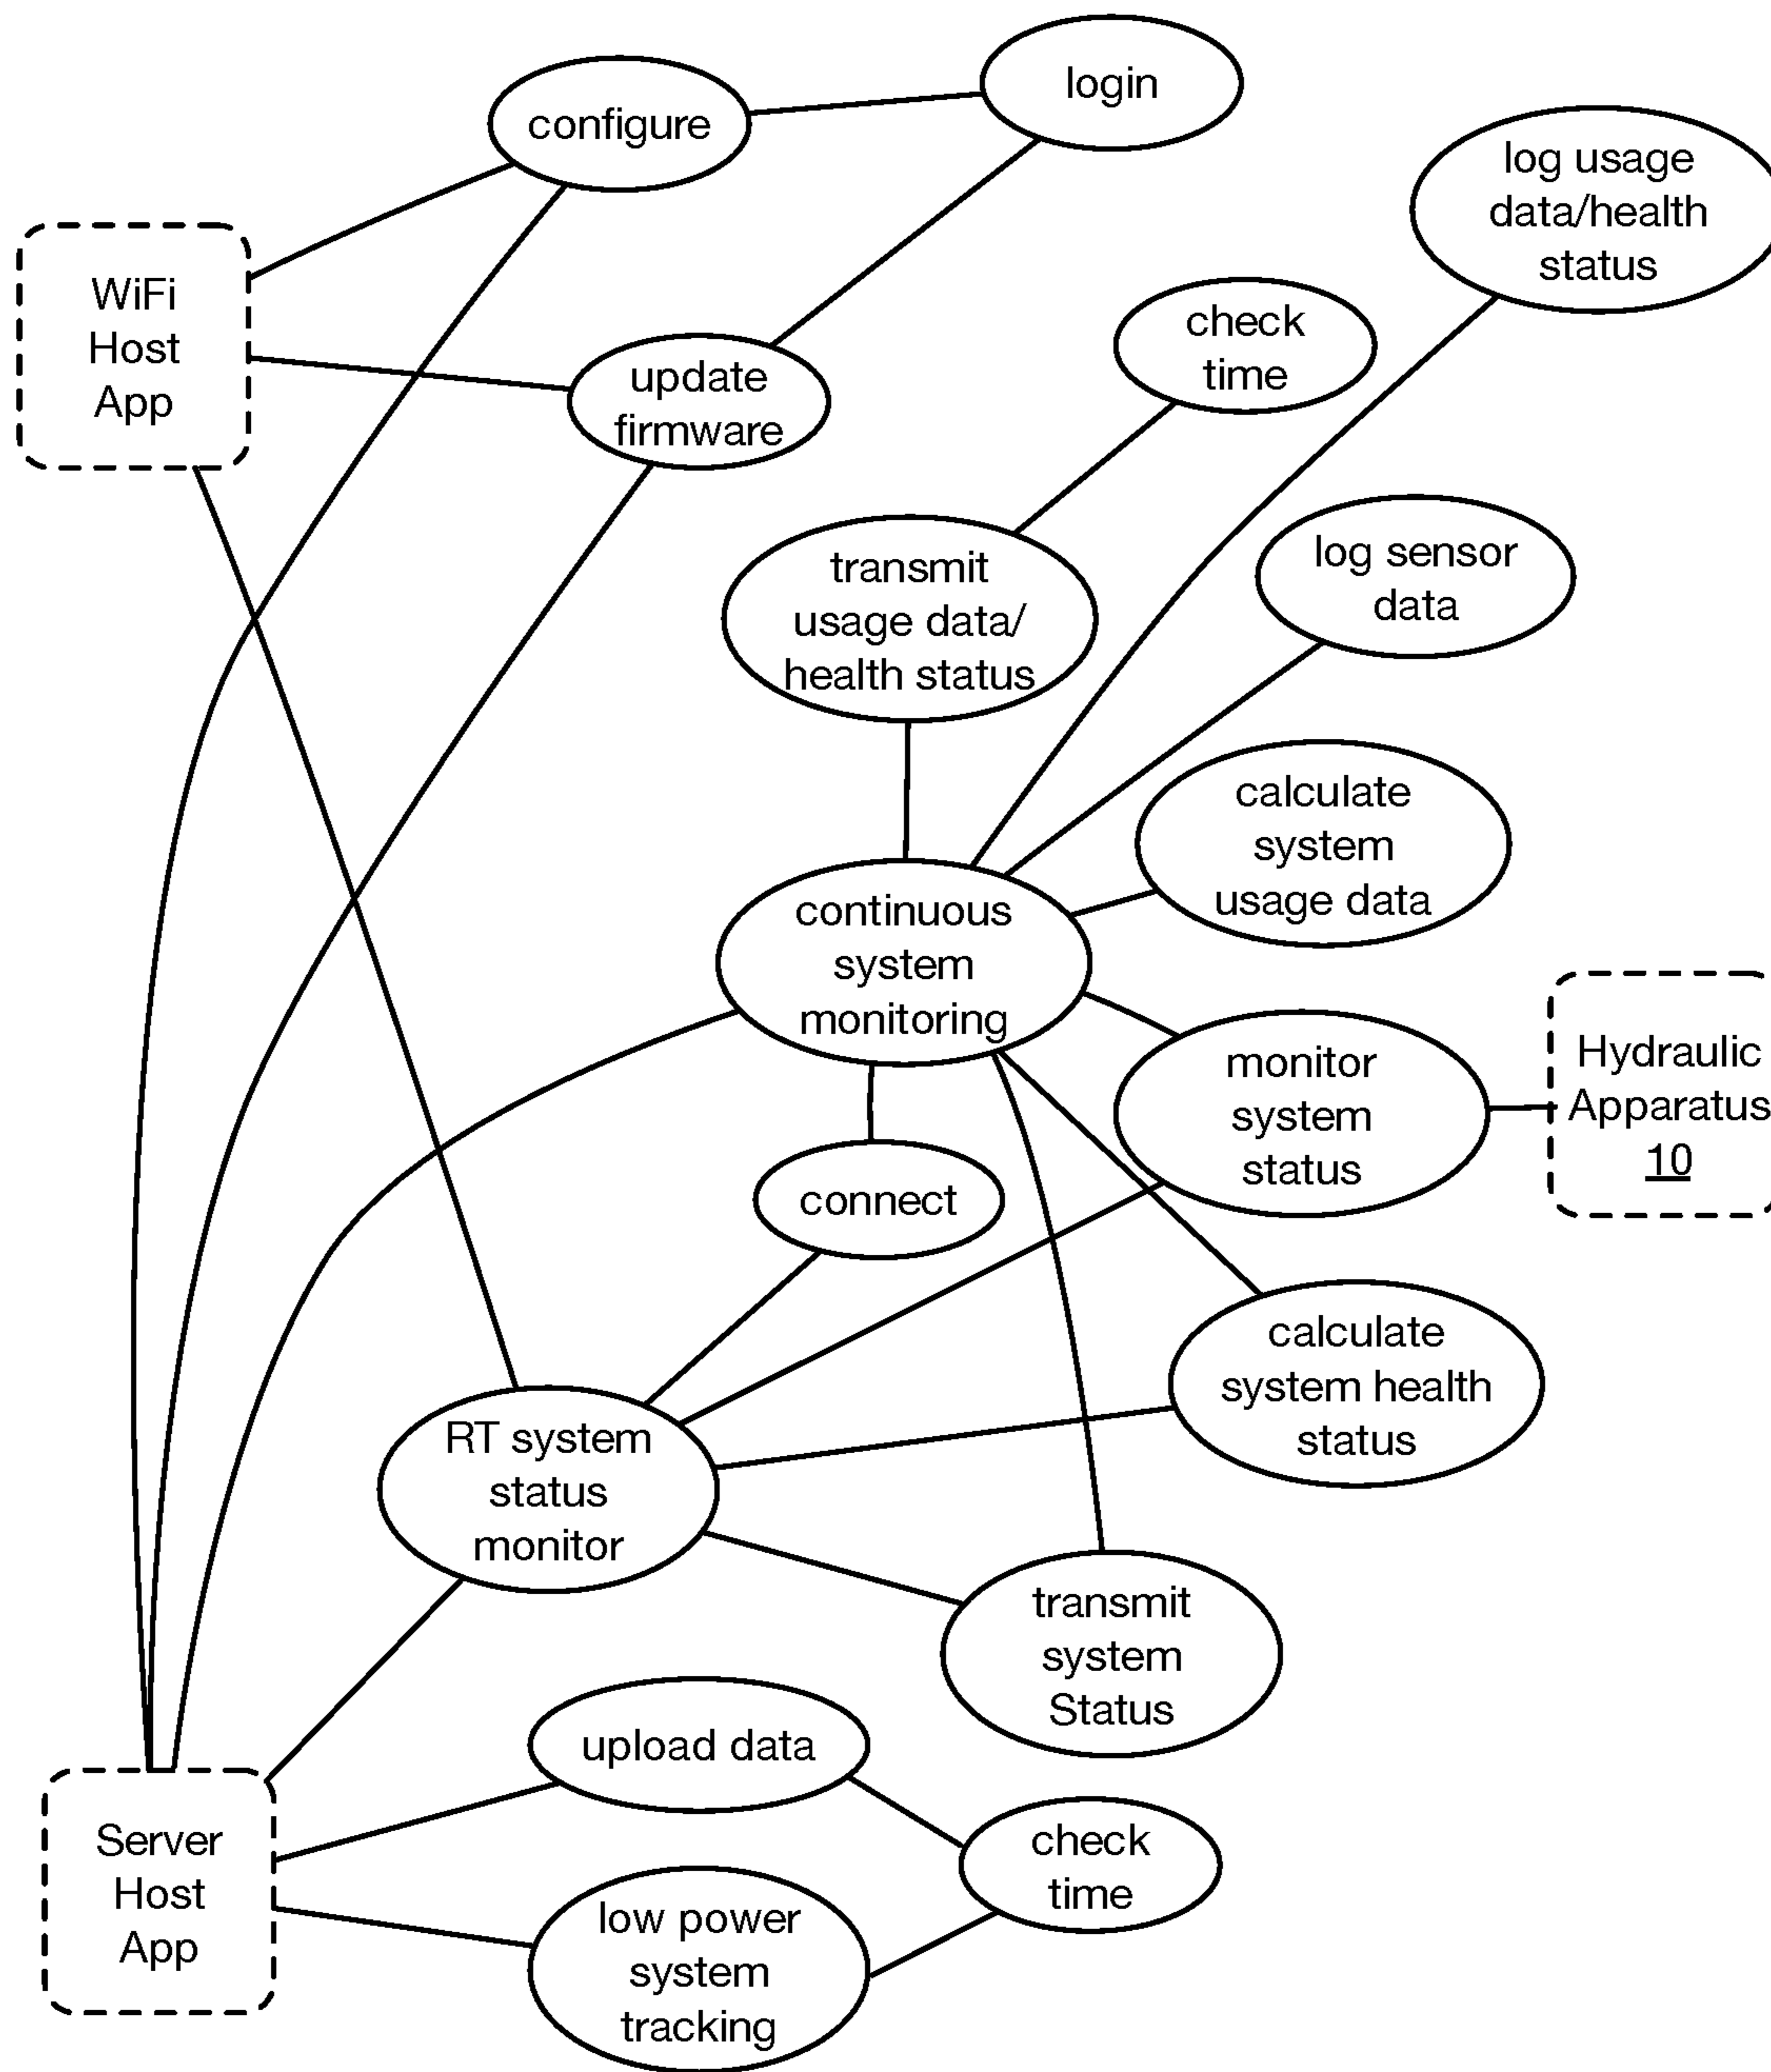 configure
login
log usage
data/health
status
WiFi
Host
App
update
firmware
check
time
transmit
usage data/
health status
log sensor
data
calculate
system
usage data
continuous
system
monitoring
monitor
system
status
Hydraulic
Apparatus
10
connect
calculate
system health
status
RT system
status
monitor
transmit
system
Status
upload data
Server
Host
App
check
time
low power
system
tracking